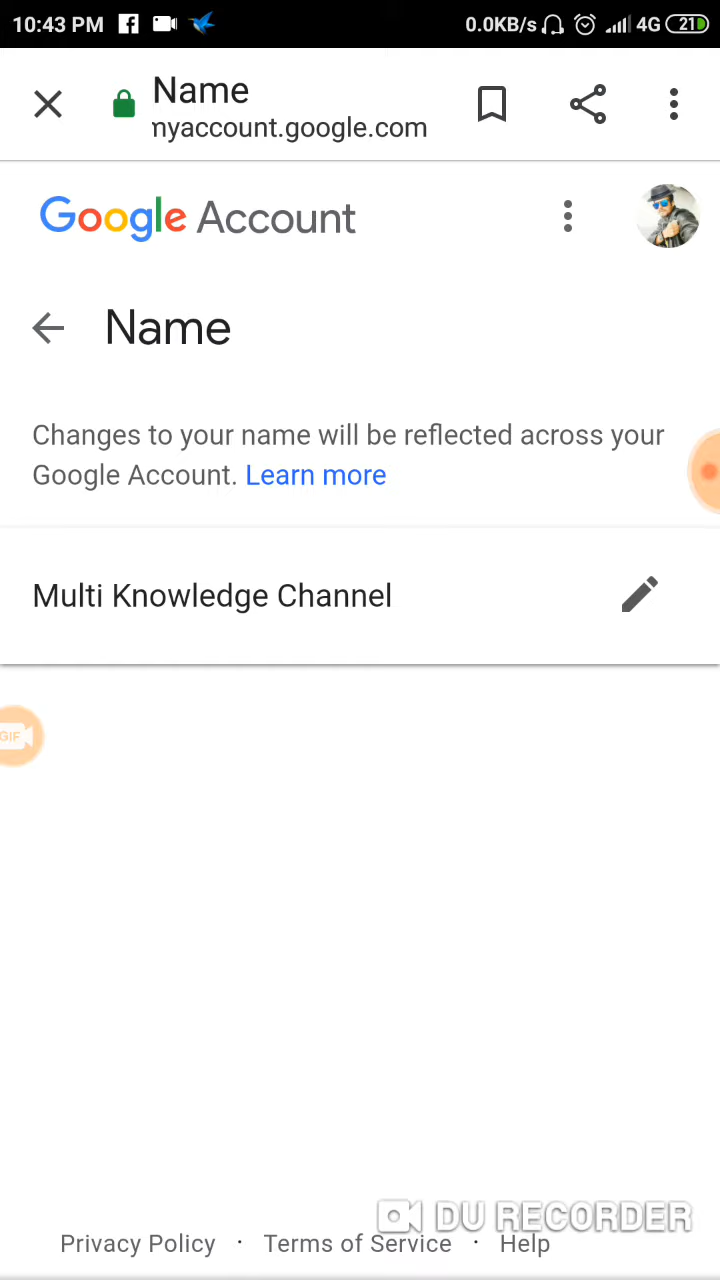 10:43 PM 0.0KB/s 4G 21
Name
myaccount.google.com
Google Account
Name
Changes to your name will be reflected across your
Google Account. Learn more
Multi Knowledge Channel
GIF
DU RECORDER
Privacy Policy · Terms of Service · Help